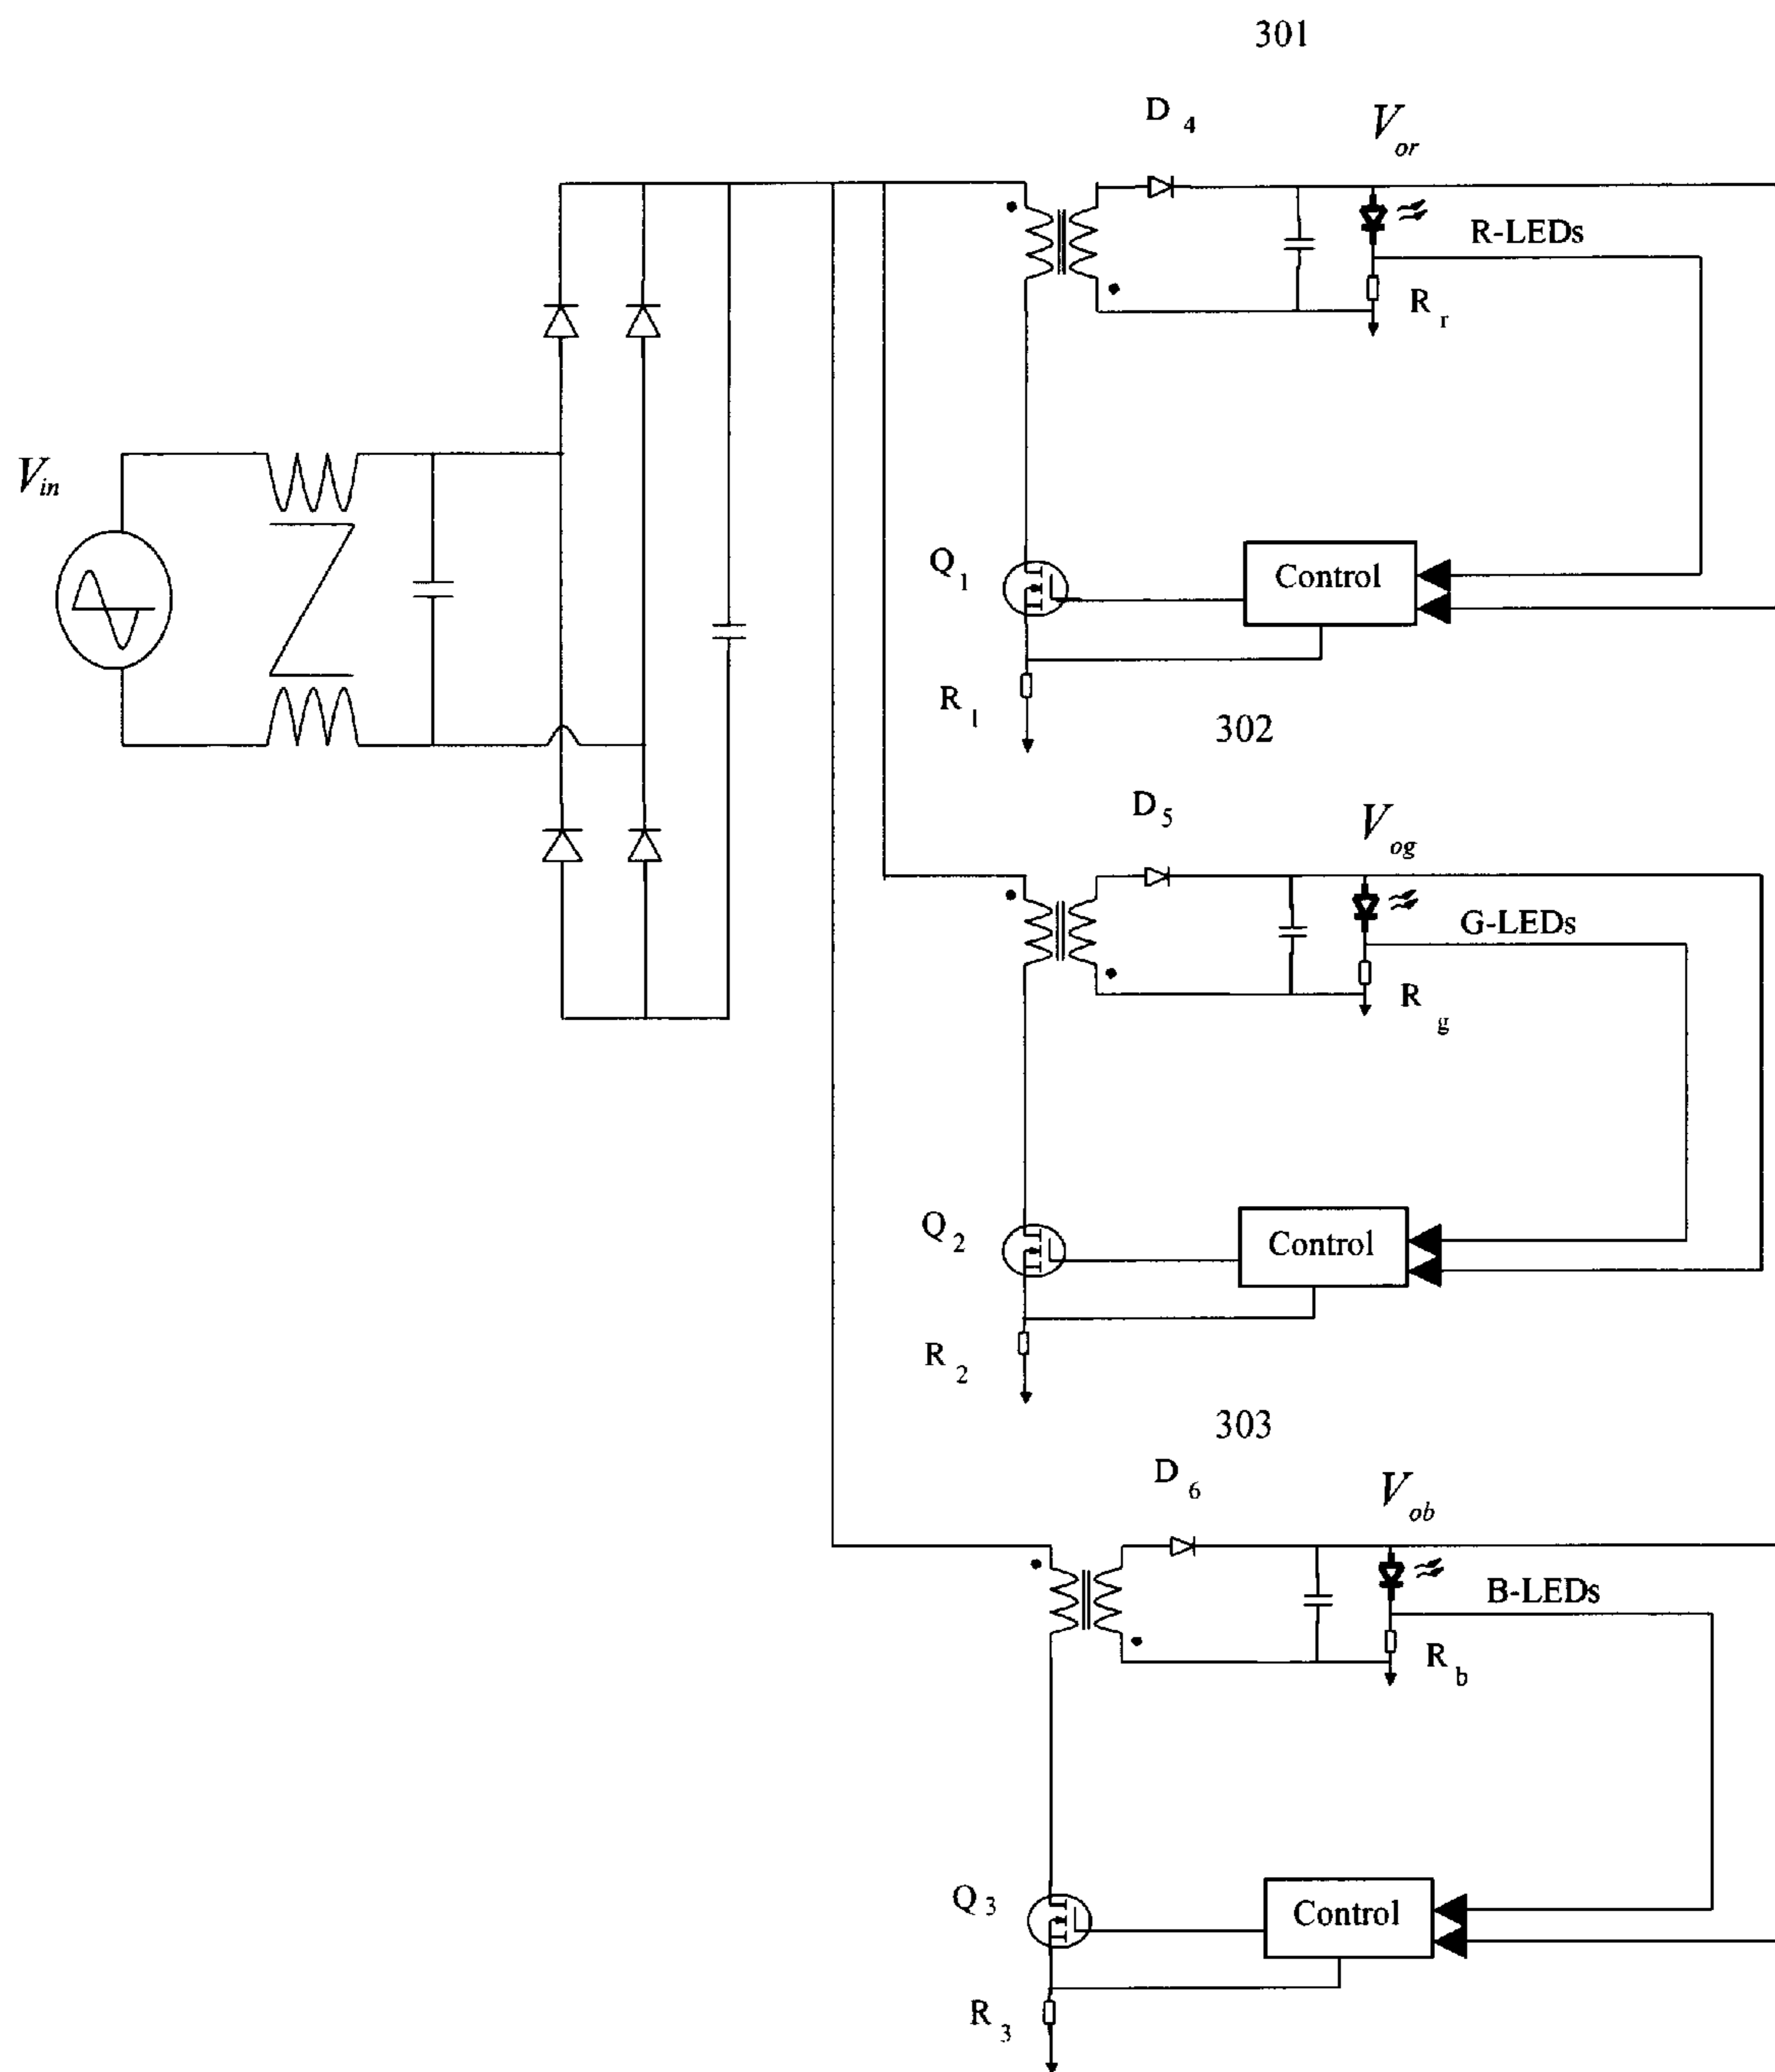 301
D4
Vor
R-LEDs
Rr
Vin
Q1
Control
R1
302
D5
Vog
G-LEDs
Rg
Q2
Control
R2
303
D6
Vob
B-LEDs
Rb
Q3
Control
R3